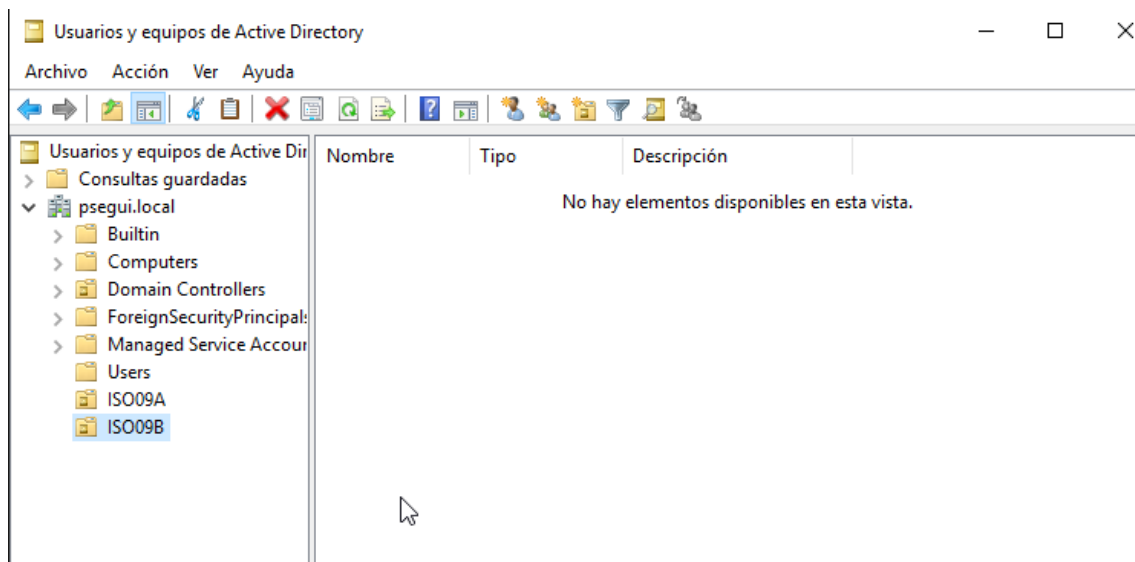 Usuarios y equipos de Active Directory
Archivo Acción Ver Ayuda
Usuarios y equipos de Active Dir
Nombre Tipo Descripción
Consultas guardadas
psegui.local
No hay elementos disponibles en esta vista.
Builtin
Computers
Domain Controllers
ForeignSecurityPrincipals
Managed Service Accour
Users
ISO09A
ISO09B